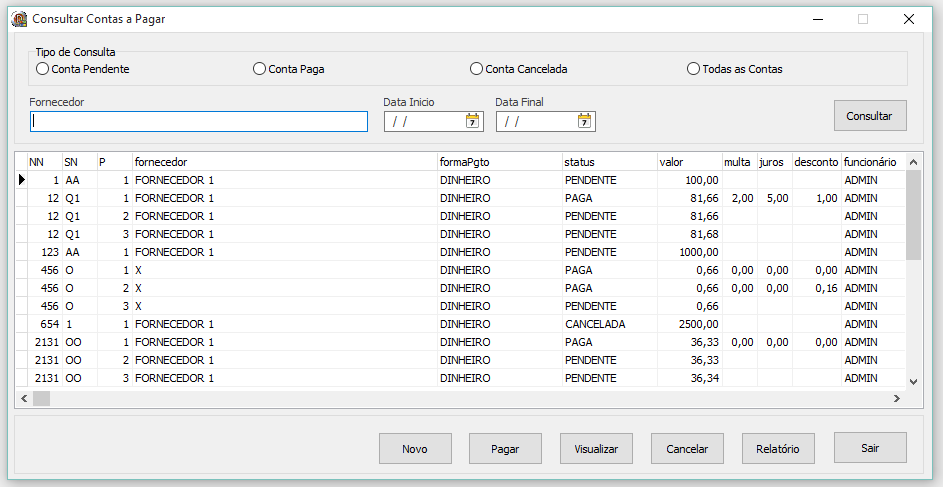 Consultar Contas a Pagar
Tipo de Consulta
Conta Pendente Conta Paga Conta Cancelada Todas as Contas
Fornecedor Data Inicio Data Final
/ / 7 / / 7 Consultar
NN SN P fornecedor formaPgto status valor multa juros desconto funcionário
1 AA 1 FORNECEDOR 1 DINHEIRO PENDENTE 100,00 ADMIN
12 Q1 1 FORNECEDOR 1 DINHEIRO PAGA 81,66 2,00 5,00 1,00 ADMIN
12 Q1 2 FORNECEDOR 1 DINHEIRO PENDENTE 81,66 ADMIN
12 Q1 3 FORNECEDOR 1 DINHEIRO PENDENTE 81,68 ADMIN
123 AA 1 FORNECEDOR 1 DINHEIRO PENDENTE 1000,00 ADMIN
456 O 1 X DINHEIRO PAGA 0,66 0,00 0,00 0,00 ADMIN
456 O 2 X DINHEIRO PAGA 0,66 0,00 0,00 0,16 ADMIN
456 O 3 X DINHEIRO PENDENTE 0,66 ADMIN
654 1 1 FORNECEDOR 1 DINHEIRO CANCELADA 2500,00 ADMIN
2131 OO 1 FORNECEDOR 1 DINHEIRO PAGA 36,33 0,00 0,00 0,00 ADMIN
2131 OO 2 FORNECEDOR 1 DINHEIRO PENDENTE 36,33 ADMIN
2131 OO 3 FORNECEDOR 1 DINHEIRO PENDENTE 36,34 ADMIN
Novo Pagar Visualizar Cancelar Relatório Sair